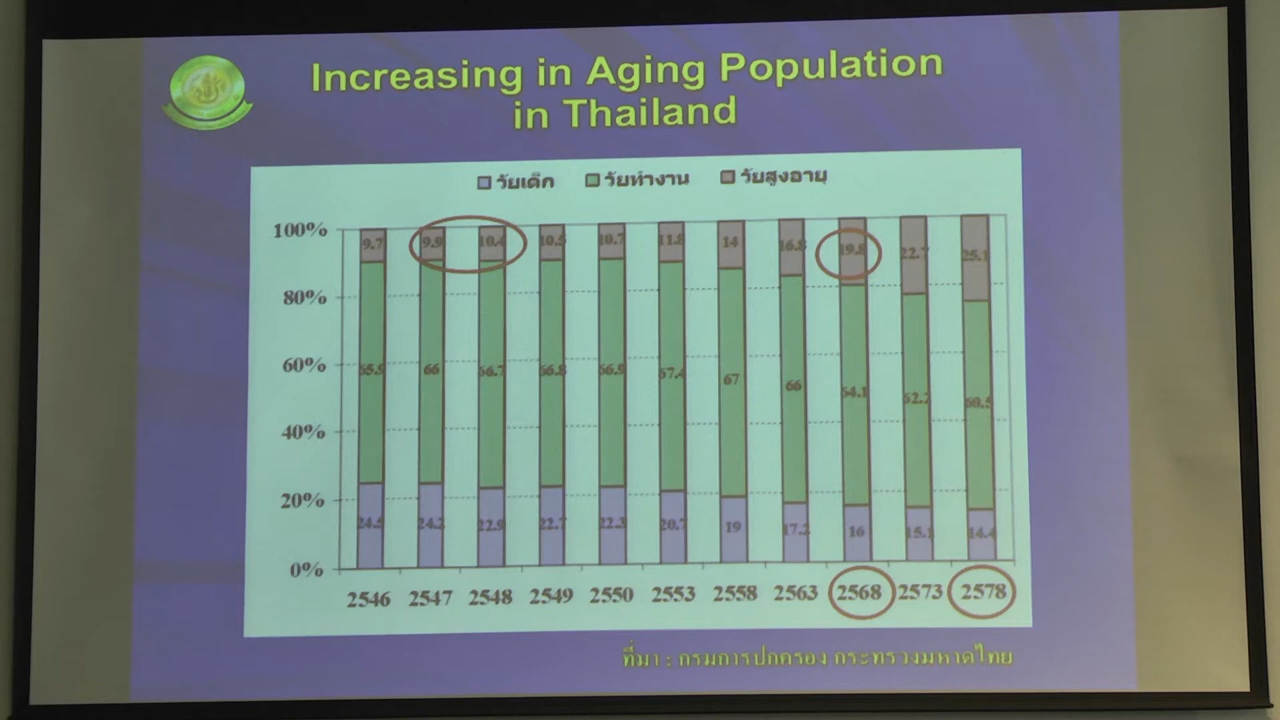 Increasing in Aging Population
in Thailand
วัยเด็ก วัยทำงาน วัยสูงอายุ
100% 9.7 9.9 10.4 10.5 10.7 11.8 14 16.8 19.8 22.7 25.1
80%
60% 65.9 66 66.7 66.8 66.9 67.4 67 66 64.1 62.2 60.5
40%
20% 24.5 24.2 22.9 22.7 22.3 20.7 19 17.2 16 15.1 14.4
0%
2546 2547 2548 2549 2550 2553 2558 2563 2568 2573 2578
ที่มา : กรมการปกครอง กระทรวงมหาดไทย